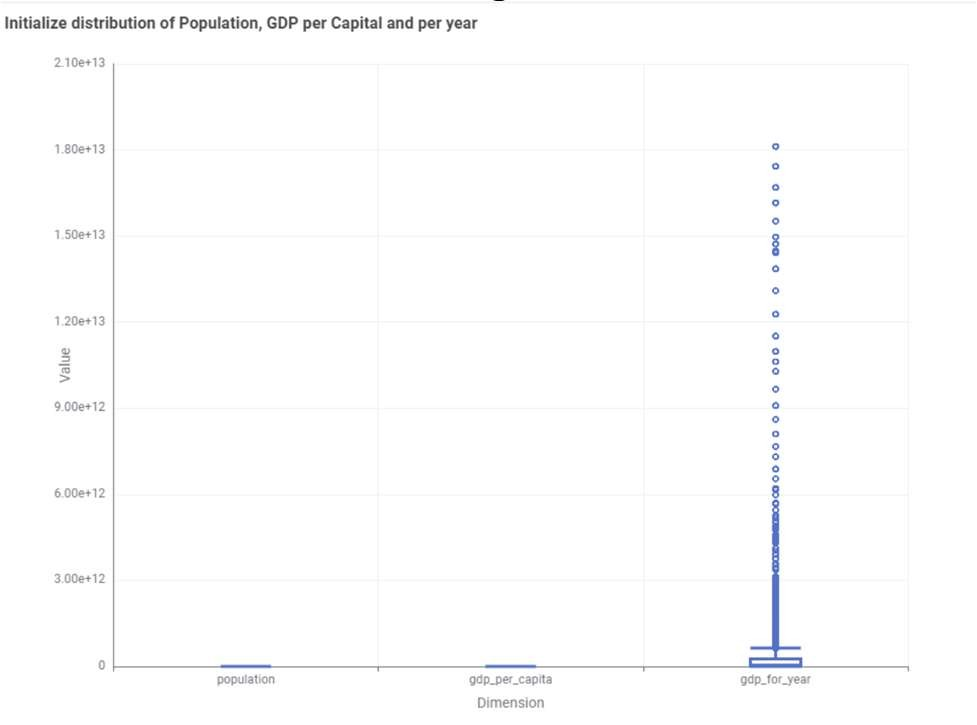 Initialize distribution of Population, GDP per Capital and per year
2.10e+13
1.80e+13
1.50e+13
1.20e+13
Value
9.00e+12
6.00e+12
3.00e+12
0
population gdp_per_capita gdp_for_year
Dimension